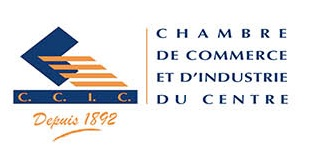 C. C. I. C.
Depuis 1892
CHAMBRE
DE COMMERCE
ET D'INDUSTRIE
DU CENTRE